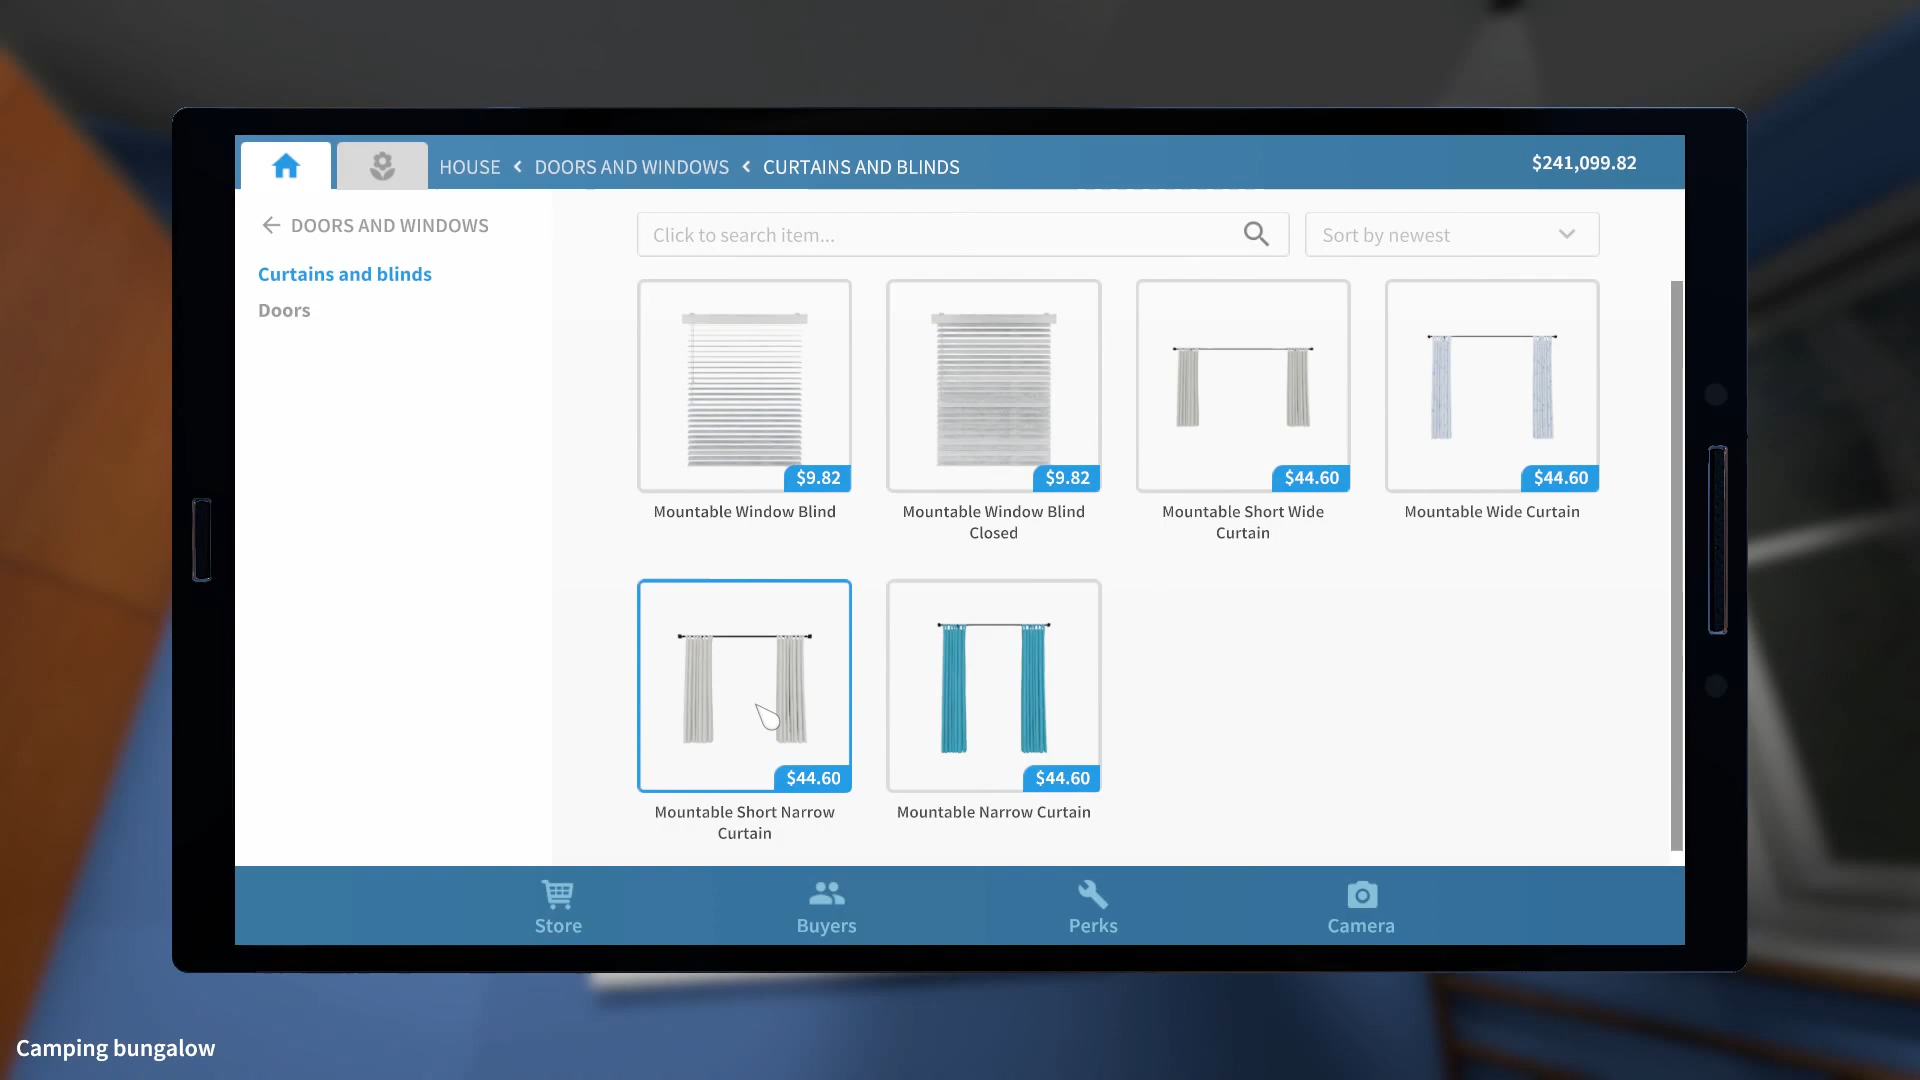 HOUSE < DOORS AND WINDOWS < CURTAINS AND BLINDS
$241,099.82
DOORS AND WINDOWS
Curtains and blinds
Doors
Click to search item...
Sort by newest
$9.82
$9.82
$44.60
$44.60
Mountable Window Blind
Mountable Window Blind
Closed
Mountable Short Wide
Curtain
Mountable Wide Curtain
$44.60
$44.60
Mountable Short Narrow
Curtain
Mountable Narrow Curtain
Store
Buyers
Perks
Camera
Camping bungalow